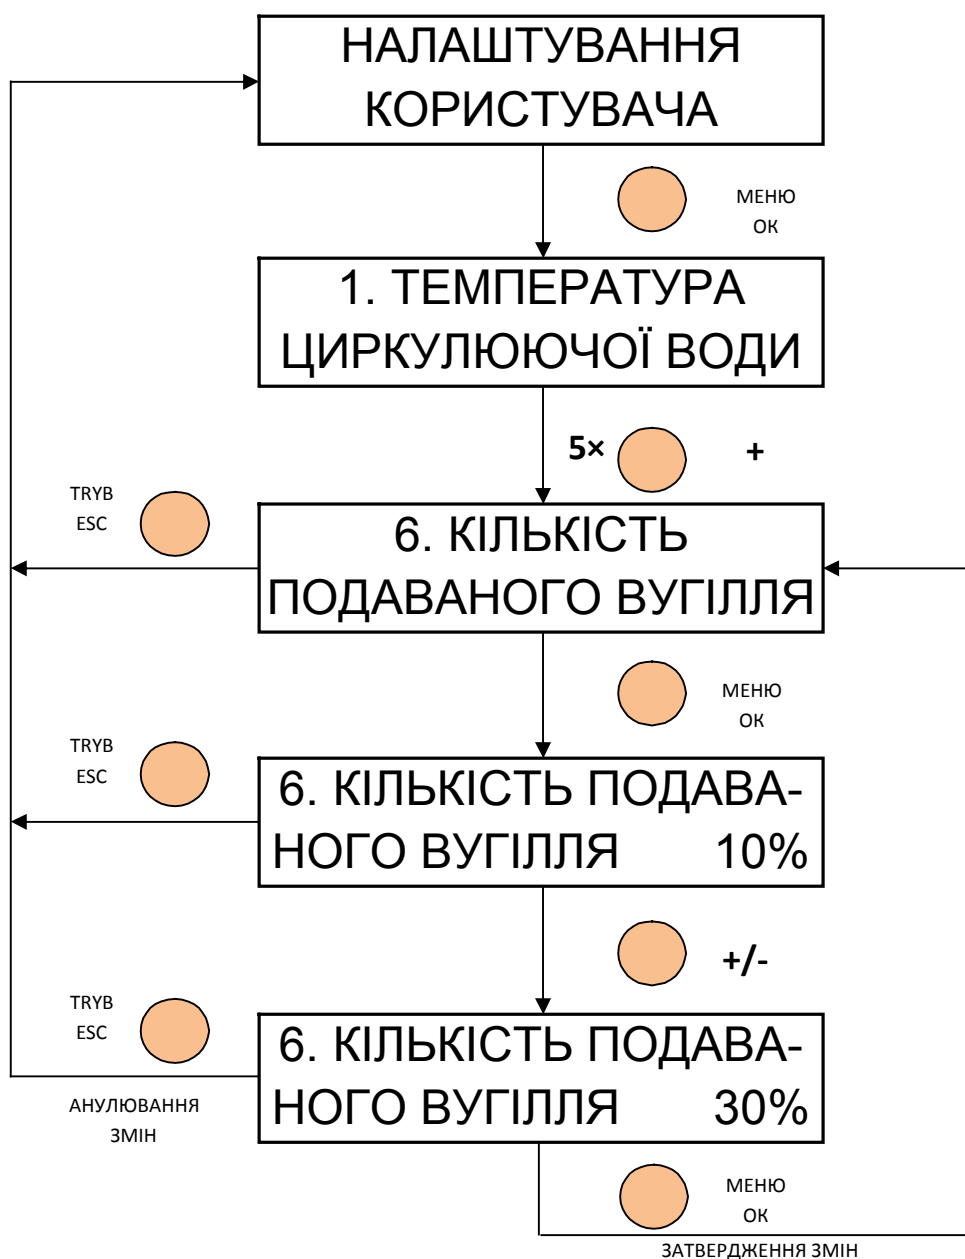 НАЛАШТУВАННЯ
КОРИСТУВАЧА
МЕНЮ
ОК
1. ТЕМПЕРАТУРА
ЦИРКУЛЮЮЧОЇ ВОДИ
5× +
TRYB
ESC
6. КІЛЬКІСТЬ
ПОДАВАНОГО ВУГІЛЛЯ
МЕНЮ
ОК
TRYB
ESC
6. КІЛЬКІСТЬ ПОДАВА-
НОГО ВУГІЛЛЯ 10%
+/-
TRYB
ESC
6. КІЛЬКІСТЬ ПОДАВА-
НОГО ВУГІЛЛЯ 30%
АНУЛЮВАННЯ
ЗМІН
МЕНЮ
ОК
ЗАТВЕРДЖЕННЯ ЗМІН